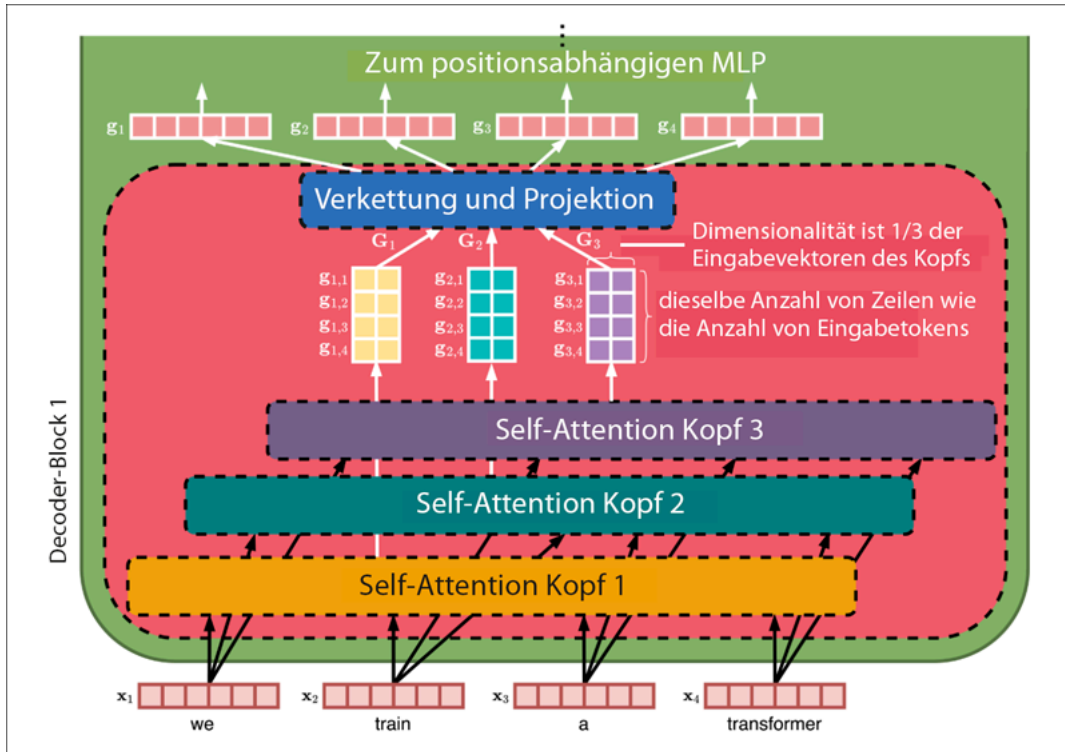 Zum positionsabhängigen MLP
g₁ g₂ g₃ g₄
Verkettung und Projektion
G₁ G₂ G₃
Dimensionalität ist 1/3 der
Eingabevektoren des Kopfs
g₁,₁ g₂,₁ g₃,₁
g₁,₂ g₂,₂ g₃,₂
g₁,₃ g₂,₃ g₃,₃
g₁,₄ g₂,₄ g₃,₄
dieselbe Anzahl von Zeilen wie
die Anzahl von Eingabetokens
Decoder-Block 1
Self-Attention Kopf 3
Self-Attention Kopf 2
Self-Attention Kopf 1
x₁ x₂ x₃ x₄
we train a transformer